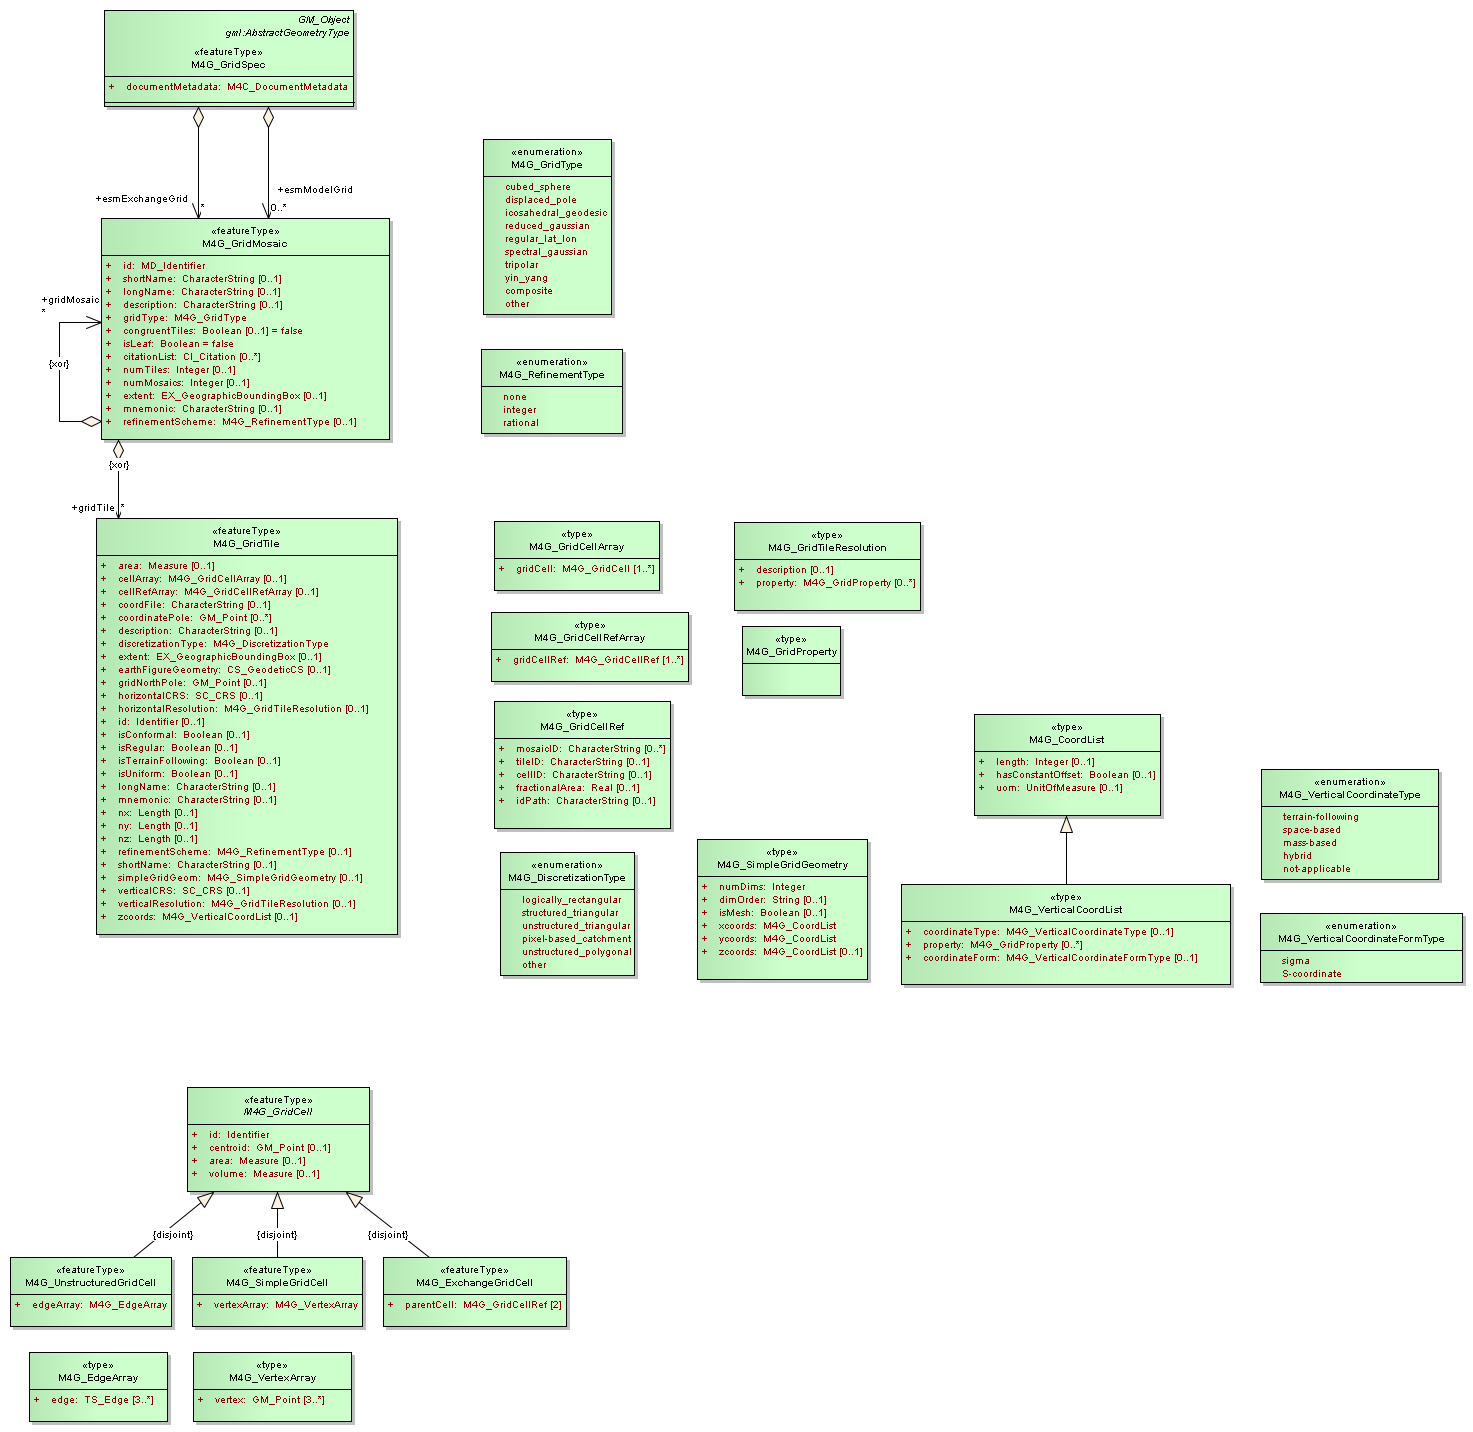 GM_Object
gml:AbstractGeometryType
«featureType»
M4G_GridSpec
+ documentMetadata: M4C_DocumentMetadata
+esmExchangeGrid
*
+esmModelGrid
0..*
«featureType»
M4G_GridMosaic
+ id: MD_Identifier
+ shortName: CharacterString [0..1]
+ longName: CharacterString [0..1]
+ description: CharacterString [0..1]
+ gridType: M4G_GridType
+ congruentTiles: Boolean [0..1] = false
+ isLeaf: Boolean = false
+ citationList: CI_Citation [0..*]
+ numTiles: Integer [0..1]
+ numMosaics: Integer [0..1]
+ extent: EX_GeographicBoundingBox [0..1]
+ mnemonic: CharacterString [0..1]
+ refinementScheme: M4G_RefinementType [0..1]
+gridMosaic
*
{xor}
{xor}
+gridTile
*
«enumeration»
M4G_GridType
cubed_sphere
displaced_pole
icosahedral_geodesic
reduced_gaussian
regular_lat_lon
spectral_gaussian
tripolar
yin_yang
composite
other
«enumeration»
M4G_RefinementType
none
integer
rational
«featureType»
M4G_GridTile
+ area: Measure [0..1]
+ cellArray: M4G_GridCellArray [0..1]
+ cellRefArray: M4G_GridCellRefArray [0..1]
+ coordFile: CharacterString [0..1]
+ coordinatePole: GM_Point [0..*]
+ description: CharacterString [0..1]
+ discretizationType: M4G_DiscretizationType
+ extent: EX_GeographicBoundingBox [0..1]
+ earthFigureGeometry: CS_GeodeticCS [0..1]
+ gridNorthPole: GM_Point [0..1]
+ horizontalCRS: SC_CRS [0..1]
+ horizontalResolution: M4G_GridTileResolution [0..1]
+ id: Identifier [0..1]
+ isConformal: Boolean [0..1]
+ isRegular: Boolean [0..1]
+ isTerrainFollowing: Boolean [0..1]
+ isUniform: Boolean [0..1]
+ longName: CharacterString [0..1]
+ mnemonic: CharacterString [0..1]
+ nx: Length [0..1]
+ ny: Length [0..1]
+ nz: Length [0..1]
+ refinementScheme: M4G_RefinementType [0..1]
+ shortName: CharacterString [0..1]
+ simpleGridGeom: M4G_SimpleGridGeometry [0..1]
+ verticalCRS: SC_CRS [0..1]
+ verticalResolution: M4G_GridTileResolution [0..1]
+ zcoords: M4G_VerticalCoordList [0..1]
«type»
M4G_GridCellArray
+ gridCell: M4G_GridCell [1..*]
«type»
M4G_GridTileResolution
+ description [0..1]
+ property: M4G_GridProperty [0..*]
«type»
M4G_GridCellRefArray
+ gridCellRef: M4G_GridCellRef [1..*]
«type»
M4G_GridProperty
«type»
M4G_GridCellRef
+ mosaicID: CharacterString [0..*]
+ tileID: CharacterString [0..1]
+ cellID: CharacterString [0..1]
+ fractionalArea: Real [0..1]
+ idPath: CharacterString [0..1]
«type»
M4G_CoordList
+ length: Integer [0..1]
+ hasConstantOffset: Boolean [0..1]
+ uom: UnitOfMeasure [0..1]
«enumeration»
M4G_VerticalCoordinateType
terrain-following
space-based
mass-based
hybrid
not-applicable
«enumeration»
M4G_DiscretizationType
logically_rectangular
structured_triangular
unstructured_triangular
pixel-based_catchment
unstructured_polygonal
other
«type»
M4G_SimpleGridGeometry
+ numDims: Integer
+ dimOrder: String [0..1]
+ isMesh: Boolean [0..1]
+ xcoords: M4G_CoordList
+ ycoords: M4G_CoordList
+ zcoords: M4G_CoordList [0..1]
«type»
M4G_VerticalCoordList
+ coordinateType: M4G_VerticalCoordinateType [0..1]
+ property: M4G_GridProperty [0..*]
+ coordinateForm: M4G_VerticalCoordinateFormType [0..1]
«enumeration»
M4G_VerticalCoordinateFormType
sigma
S-coordinate
«featureType»
M4G_GridCell
+ id: Identifier
+ centroid: GM_Point [0..1]
+ area: Measure [0..1]
+ volume: Measure [0..1]
{disjoint}
{disjoint}
{disjoint}
«featureType»
M4G_UnstructuredGridCell
+ edgeArray: M4G_EdgeArray
«featureType»
M4G_SimpleGridCell
+ vertexArray: M4G_VertexArray
«featureType»
M4G_ExchangeGridCell
+ parentCell: M4G_GridCellRef [2]
«type»
M4G_EdgeArray
+ edge: TS_Edge [3..*]
«type»
M4G_VertexArray
+ vertex: GM_Point [3..*]